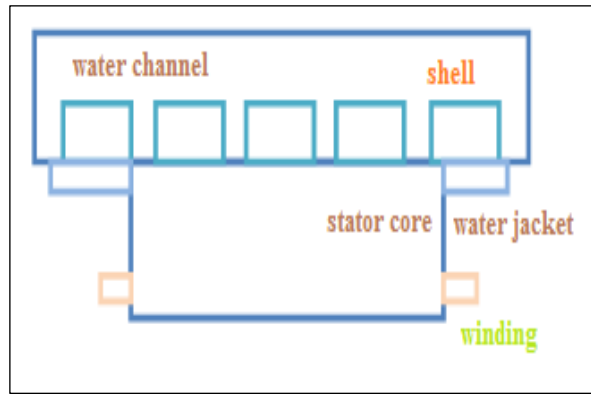 water channel
shell
stator core
water jacket
winding